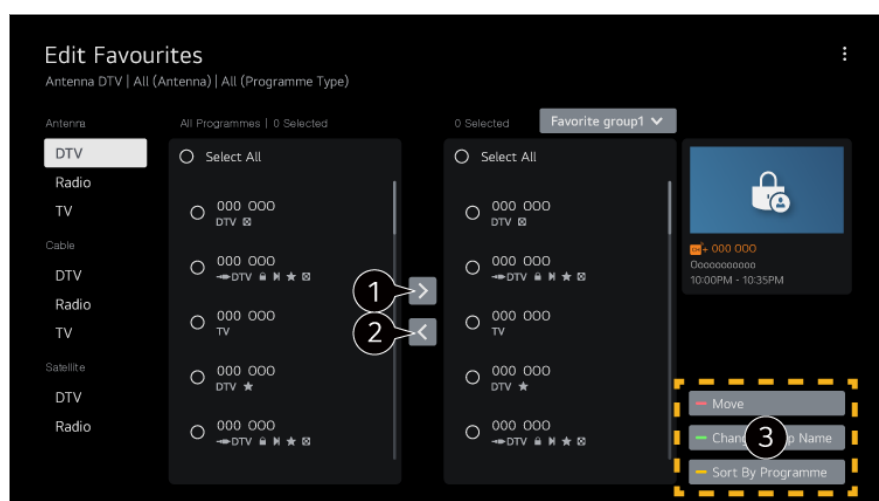 Edit Favourites
Antenna DTV | All (Antenna) | All (Programme Type)
Antenna
DTV
Radio
TV
Cable
DTV
Radio
TV
Satellite
DTV
Radio
All Programmes | 0 Selected
Select All
000 000
DTV
000 000
DTV
000 000
TV
000 000
DTV
000 000
DTV
1
2
0 Selected
Favorite group1
Select All
000 000
DTV
000 000
DTV
000 000
TV
000 000
DTV
000 000
DTV
+ 000 000
Ooooooooooo
10:00PM - 10:35PM
Move
3
Name
Sort By Programme